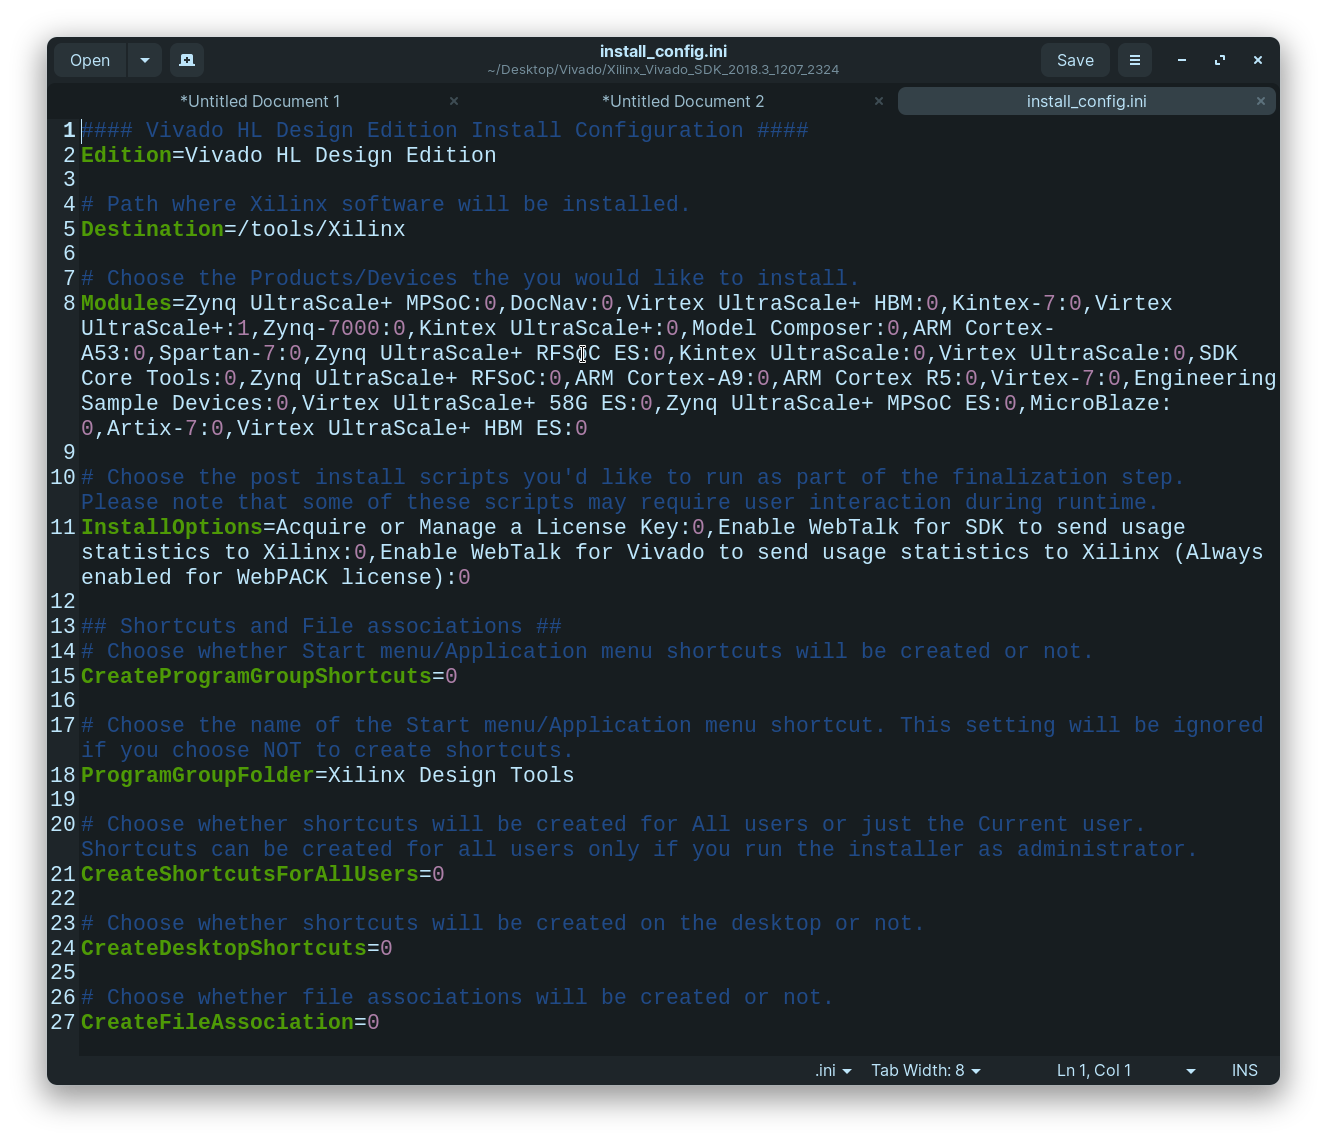 Open
install_config.ini
~/Desktop/Vivado/Xilinx_Vivado_SDK_2018.3_1207_2324
Save
*Untitled Document 1
*Untitled Document 2
install_config.ini
1 #### Vivado HL Design Edition Install Configuration ####
2 Edition=Vivado HL Design Edition
3
4 # Path where Xilinx software will be installed.
5 Destination=/tools/Xilinx
6
7 # Choose the Products/Devices the you would like to install.
8 Modules=Zynq UltraScale+ MPSoC:0,DocNav:0,Virtex UltraScale+ HBM:0,Kintex-7:0,Virtex
UltraScale+:1,Zynq-7000:0,Kintex UltraScale+:0,Model Composer:0,ARM Cortex-
A53:0,Spartan-7:0,Zynq UltraScale+ RFSoC ES:0,Kintex UltraScale:0,Virtex UltraScale:0,SDK
Core Tools:0,Zynq UltraScale+ RFSoC:0,ARM Cortex-A9:0,ARM Cortex R5:0,Virtex-7:0,Engineering
Sample Devices:0,Virtex UltraScale+ 58G ES:0,Zynq UltraScale+ MPSoC ES:0,MicroBlaze:
0,Artix-7:0,Virtex UltraScale+ HBM ES:0
9
10 # Choose the post install scripts you'd like to run as part of the finalization step.
Please note that some of these scripts may require user interaction during runtime.
11 InstallOptions=Acquire or Manage a License Key:0,Enable WebTalk for SDK to send usage
statistics to Xilinx:0,Enable WebTalk for Vivado to send usage statistics to Xilinx (Always
enabled for WebPACK license):0
12
13 ## Shortcuts and File associations ##
14 # Choose whether Start menu/Application menu shortcuts will be created or not.
15 CreateProgramGroupShortcuts=0
16
17 # Choose the name of the Start menu/Application menu shortcut. This setting will be ignored
if you choose NOT to create shortcuts.
18 ProgramGroupFolder=Xilinx Design Tools
19
20 # Choose whether shortcuts will be created for All users or just the Current user.
Shortcuts can be created for all users only if you run the installer as administrator.
21 CreateShortcutsForAllUsers=0
22
23 # Choose whether shortcuts will be created on the desktop or not.
24 CreateDesktopShortcuts=0
25
26 # Choose whether file associations will be created or not.
27 CreateFileAssociation=0
.ini
Tab Width: 8
Ln 1, Col 1
INS